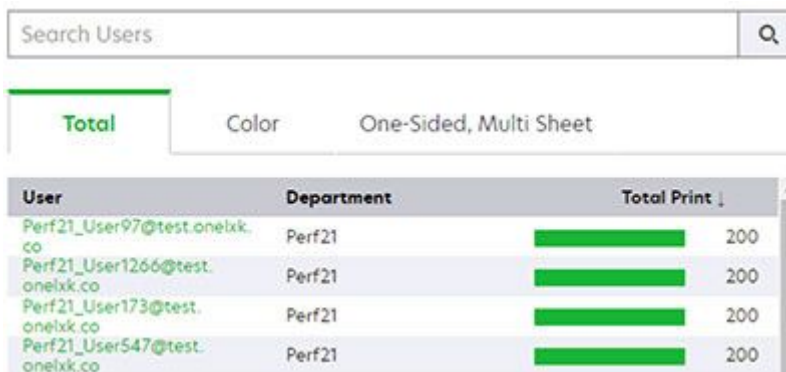 Search Users
Total Color One-Sided, Multi Sheet
User Department Total Print ↓
Perf21_User97@test.onelxk.
co
Perf21 200
Perf21_User1266@test.
onelxk.co
Perf21 200
Perf21_User173@test.
onelxk.co
Perf21 200
Perf21_User547@test.
onelxk.co
Perf21 200